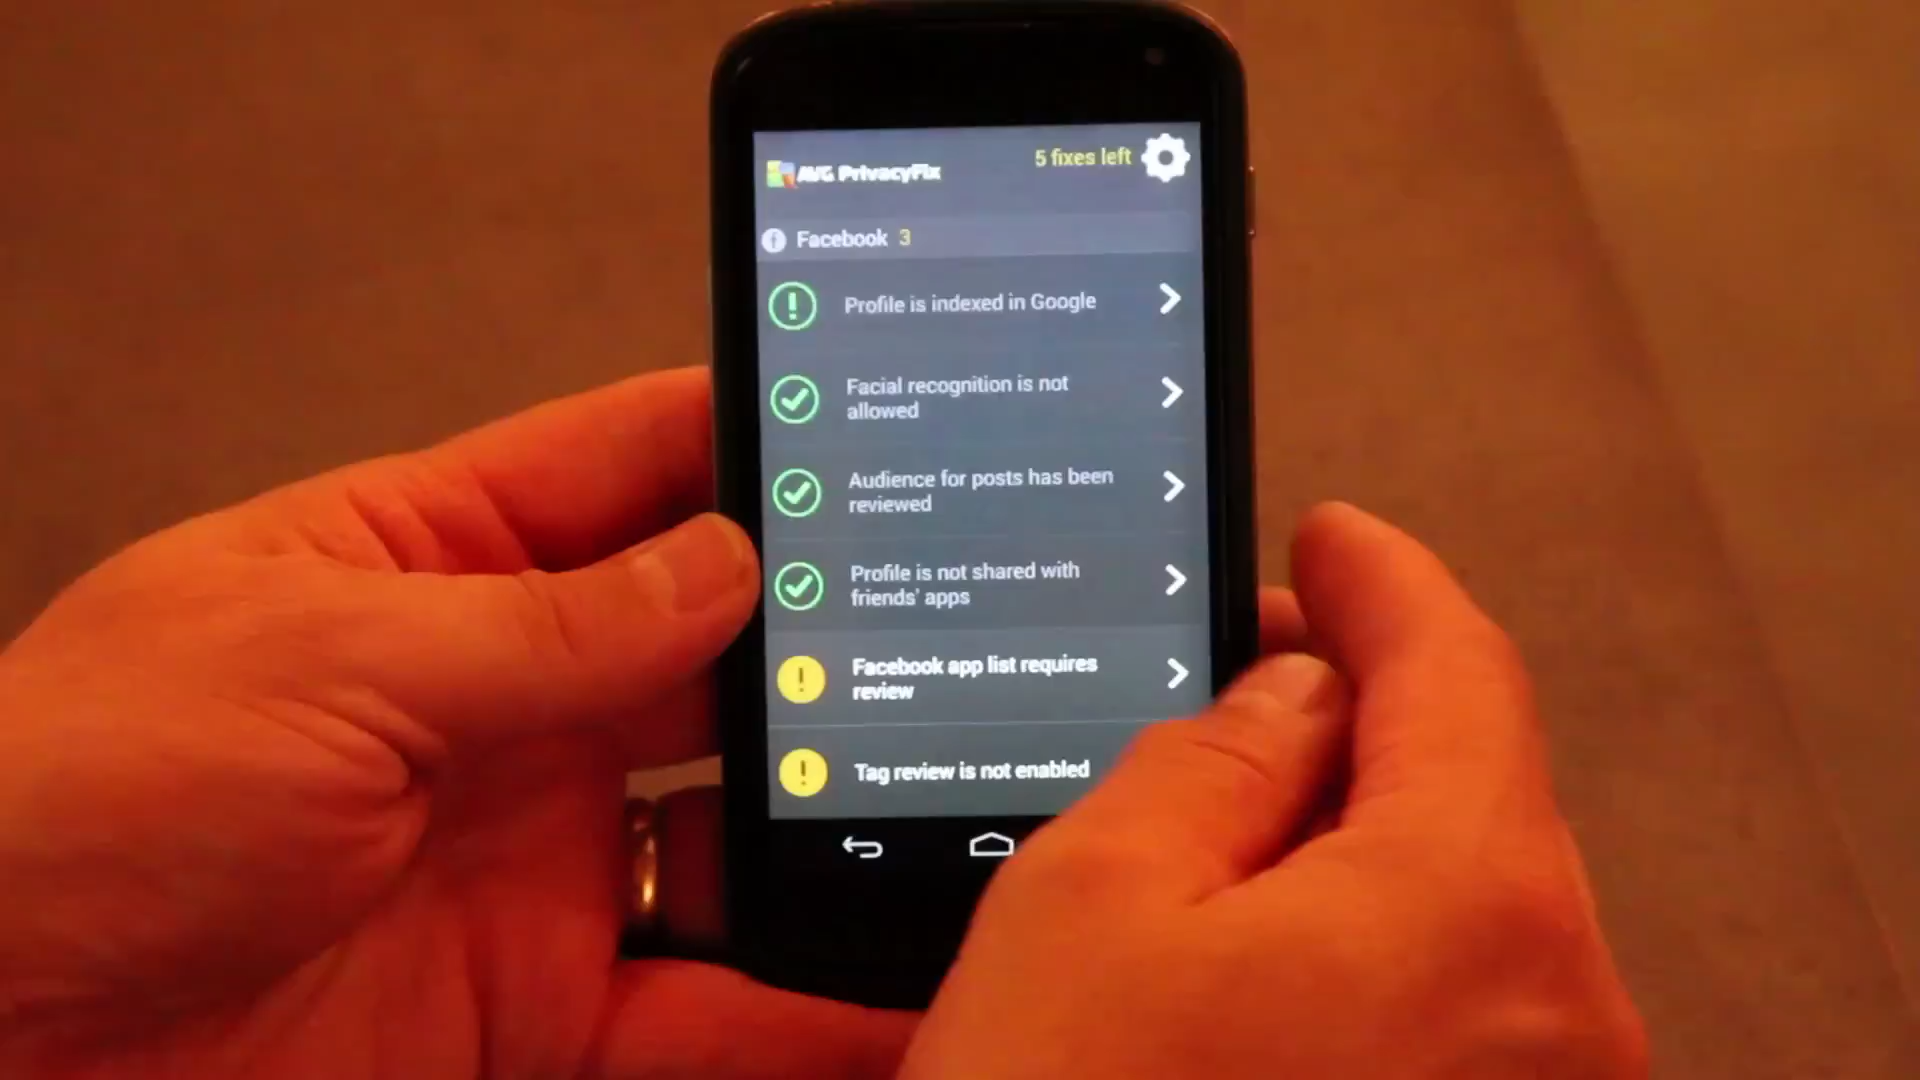 AVG PrivacyFix
5 fixes left
Facebook 3
Profile is indexed in Google
Facial recognition is not
allowed
Audience for posts has been
reviewed
Profile is not shared with
friends' apps
Facebook app list requires
review
Tag review is not enabled